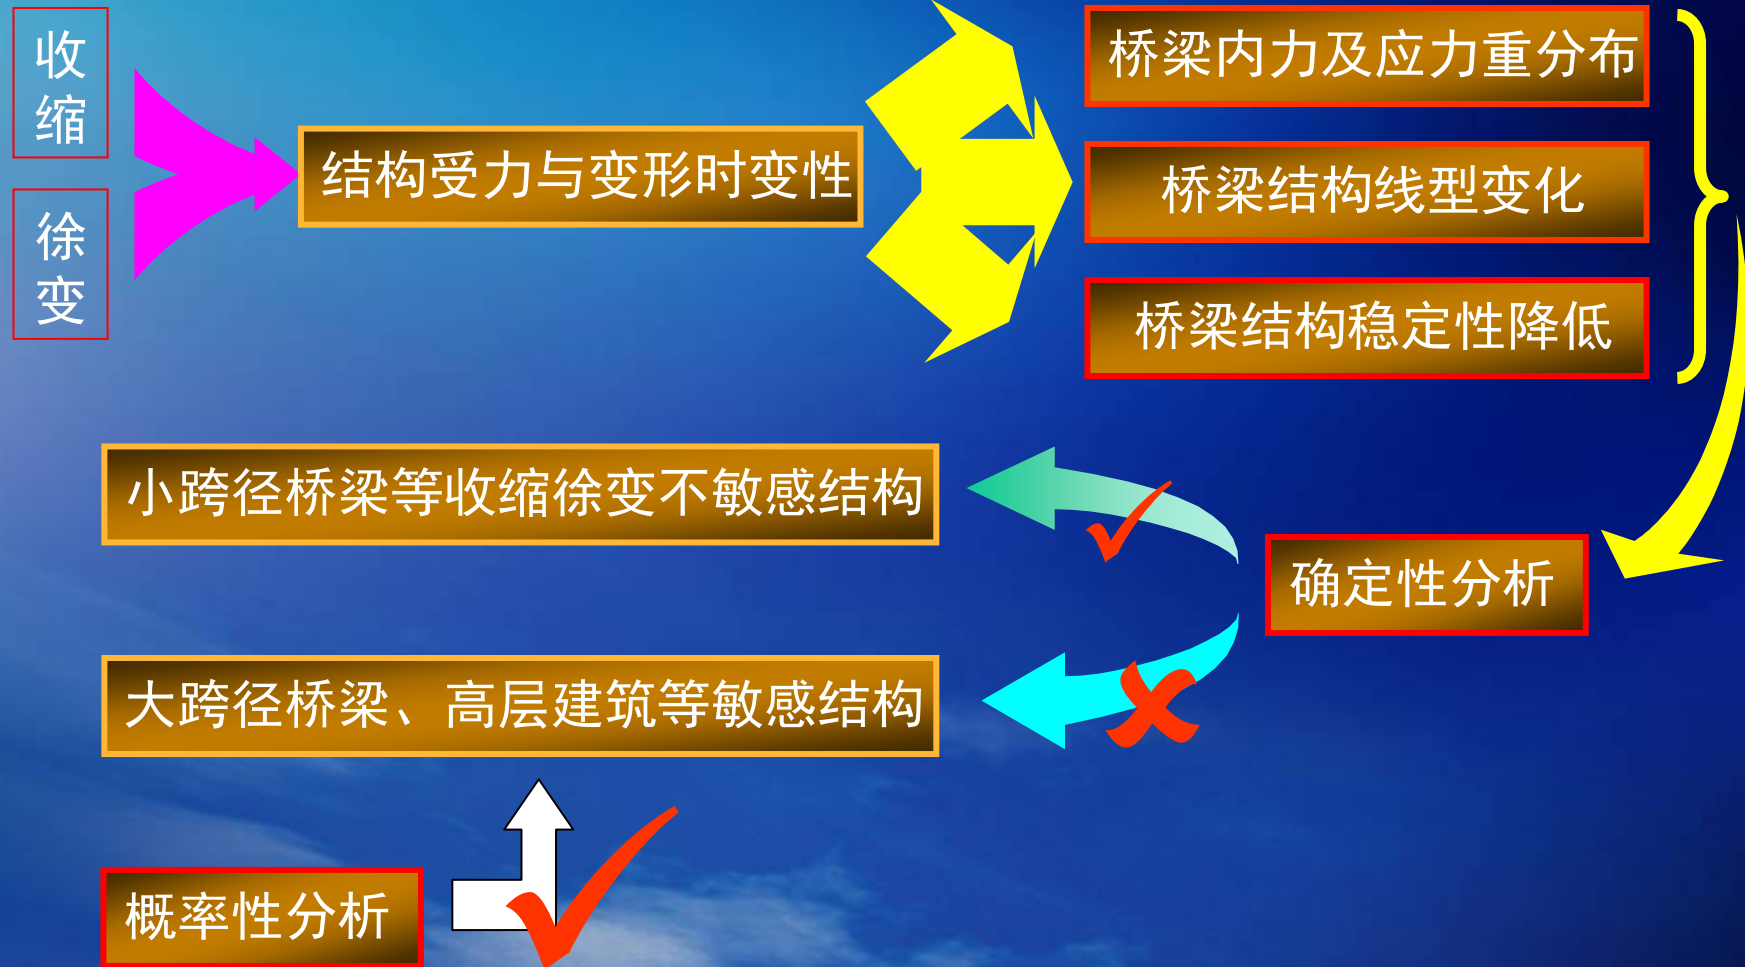 收
缩
徐
变
结构受力与变形时变性
桥梁内力及应力重分布
桥梁结构线型变化
桥梁结构稳定性降低
小跨径桥梁等收缩徐变不敏感结构
确定性分析
大跨径桥梁、高层建筑等敏感结构
概率性分析